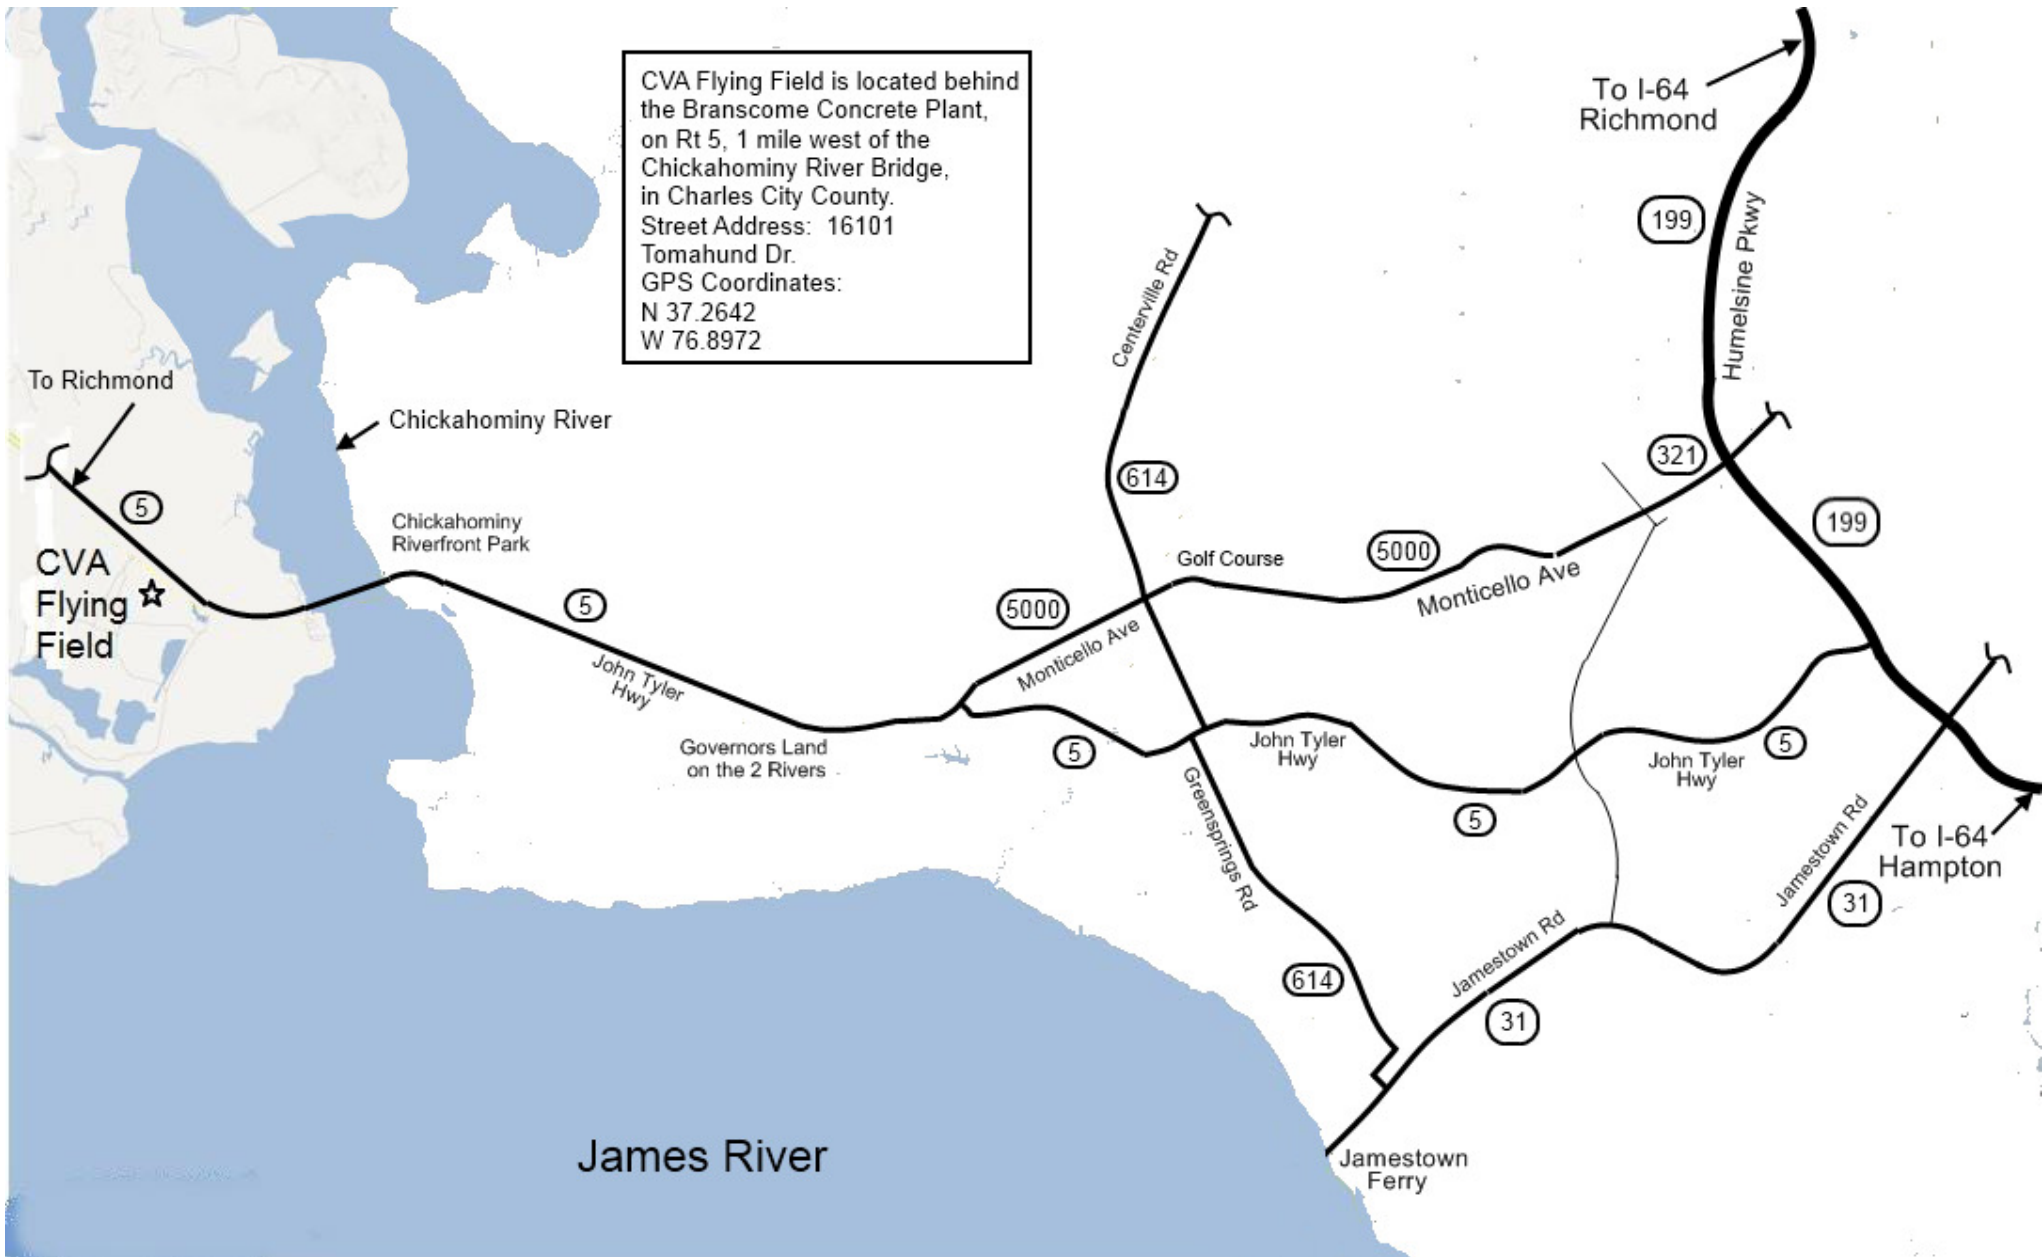 CVA Flying Field is located behind
the Branscome Concrete Plant,
on Rt 5, 1 mile west of the
Chickahominy River Bridge,
in Charles City County.
Street Address: 16101
Tomahund Dr.
GPS Coordinates:
N 37.2642
W 76.8972
To I-64
Richmond
199
Humelsine Pkwy
Centerville Rd
To Richmond
Chickahominy River
321
614
5
Chickahominy
Riverfront Park
199
CVA
Flying
Field
Golf Course
5000
Monticello Ave
5
5000
Monticello Ave
John Tyler
Hwy
Governors Land
on the 2 Rivers
5
John Tyler
Hwy
John Tyler
Hwy
5
5
Greensprings Rd
Jamestown Rd
To I-64
Hampton
31
Jamestown Rd
614
31
James River
Jamestown
Ferry